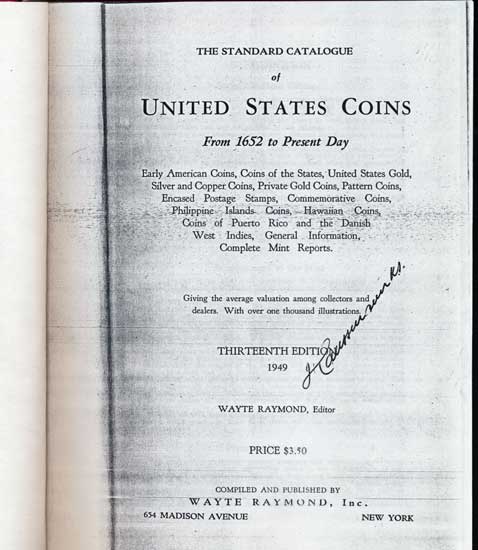 THE STANDARD CATALOGUE
of
UNITED STATES COINS
From 1652 to Present Day
Early American Coins, Coins of the States, United States Gold,
Silver and Copper Coins, Private Gold Coins, Pattern Coins,
Encased Postage Stamps, Commemorative Coins,
Philippine Islands Coins, Hawaiian Coins,
Coins of Puerto Rico and the Danish
West Indies, General Information,
Complete Mint Reports.
Giving the average valuation among collectors and
dealers. With over one thousand illustrations.
THIRTEENTH EDITIO
1949
WAYTE RAYMOND, Editor
PRICE $3.50
COMPILED AND PUBLISHED BY
WAYTE RAYMOND, Inc.
654 MADISON AVENUE NEW YORK